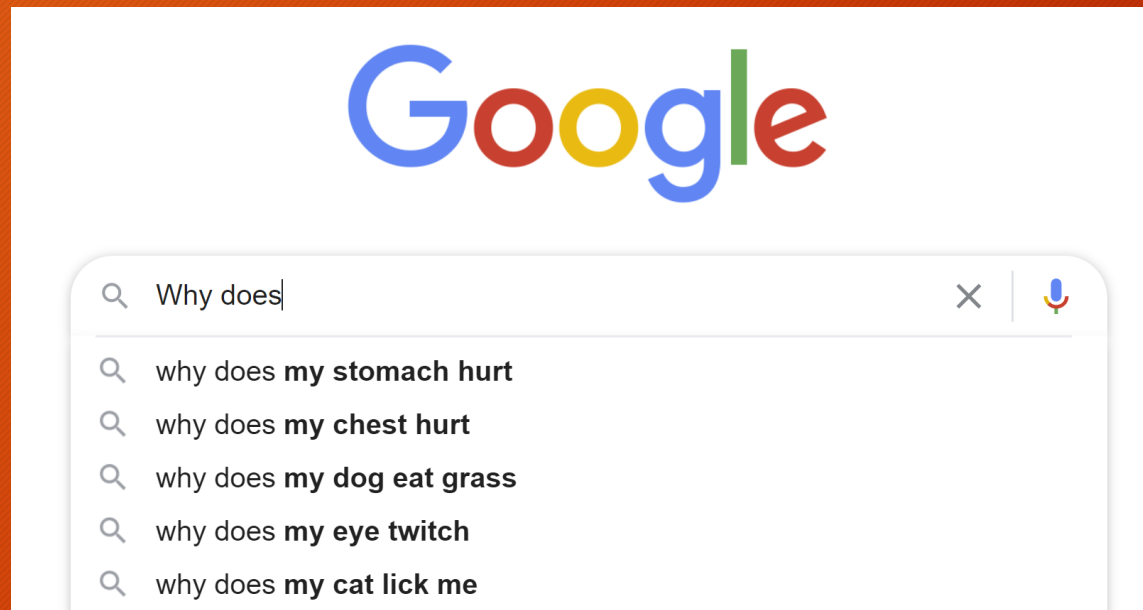 Google
Why does
why does my stomach hurt
why does my chest hurt
why does my dog eat grass
why does my eye twitch
why does my cat lick me